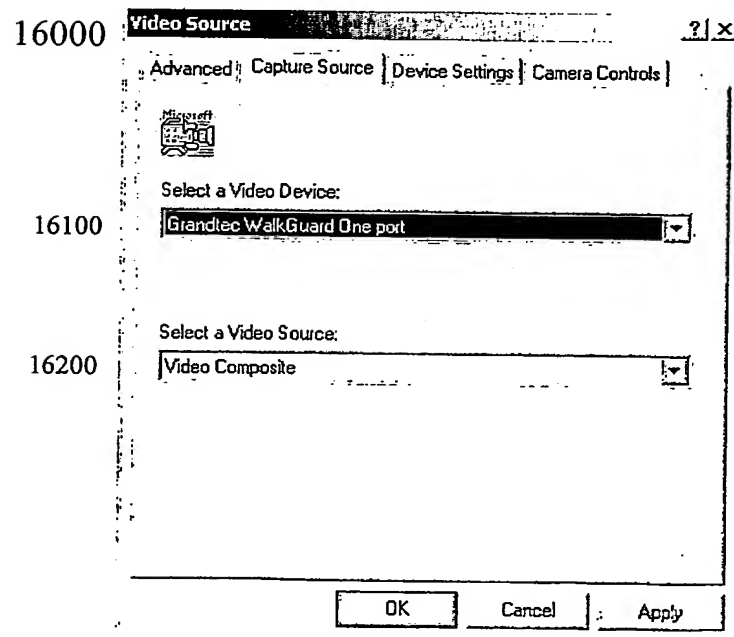 16000 Video Source ? ×
Advanced Capture Source Device Settings Camera Controls
Microsoft
Select a Video Device:
16100 Grandtec WalkGuard One port
Select a Video Source:
16200 Video Composite
OK Cancel Apply